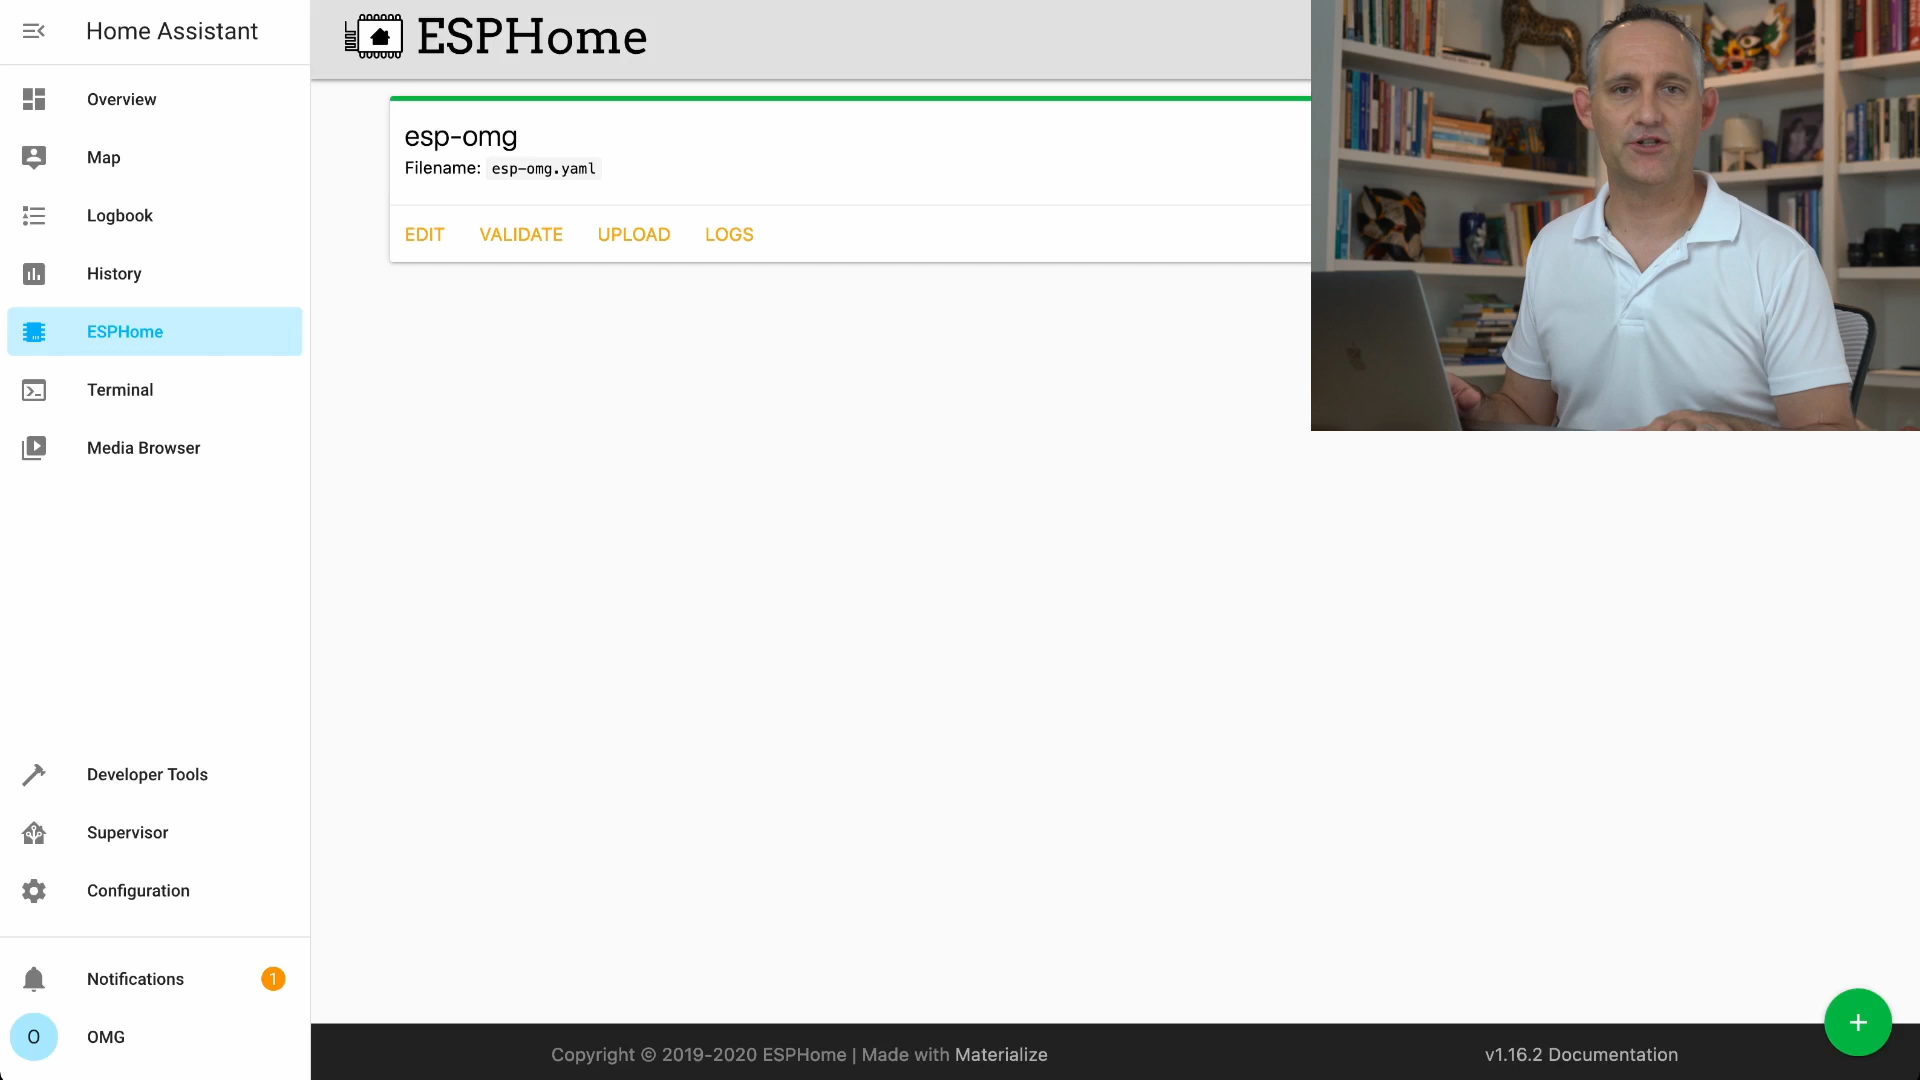 Home Assistant
Overview
Map
Logbook
History
ESPHome
Terminal
Media Browser
Developer Tools
Supervisor
Configuration
Notifications
1
O
OMG
ESPHome
esp-omg
Filename: esp-omg.yaml
EDIT VALIDATE UPLOAD LOGS
+
Copyright © 2019-2020 ESPHome | Made with Materialize
v1.16.2 Documentation